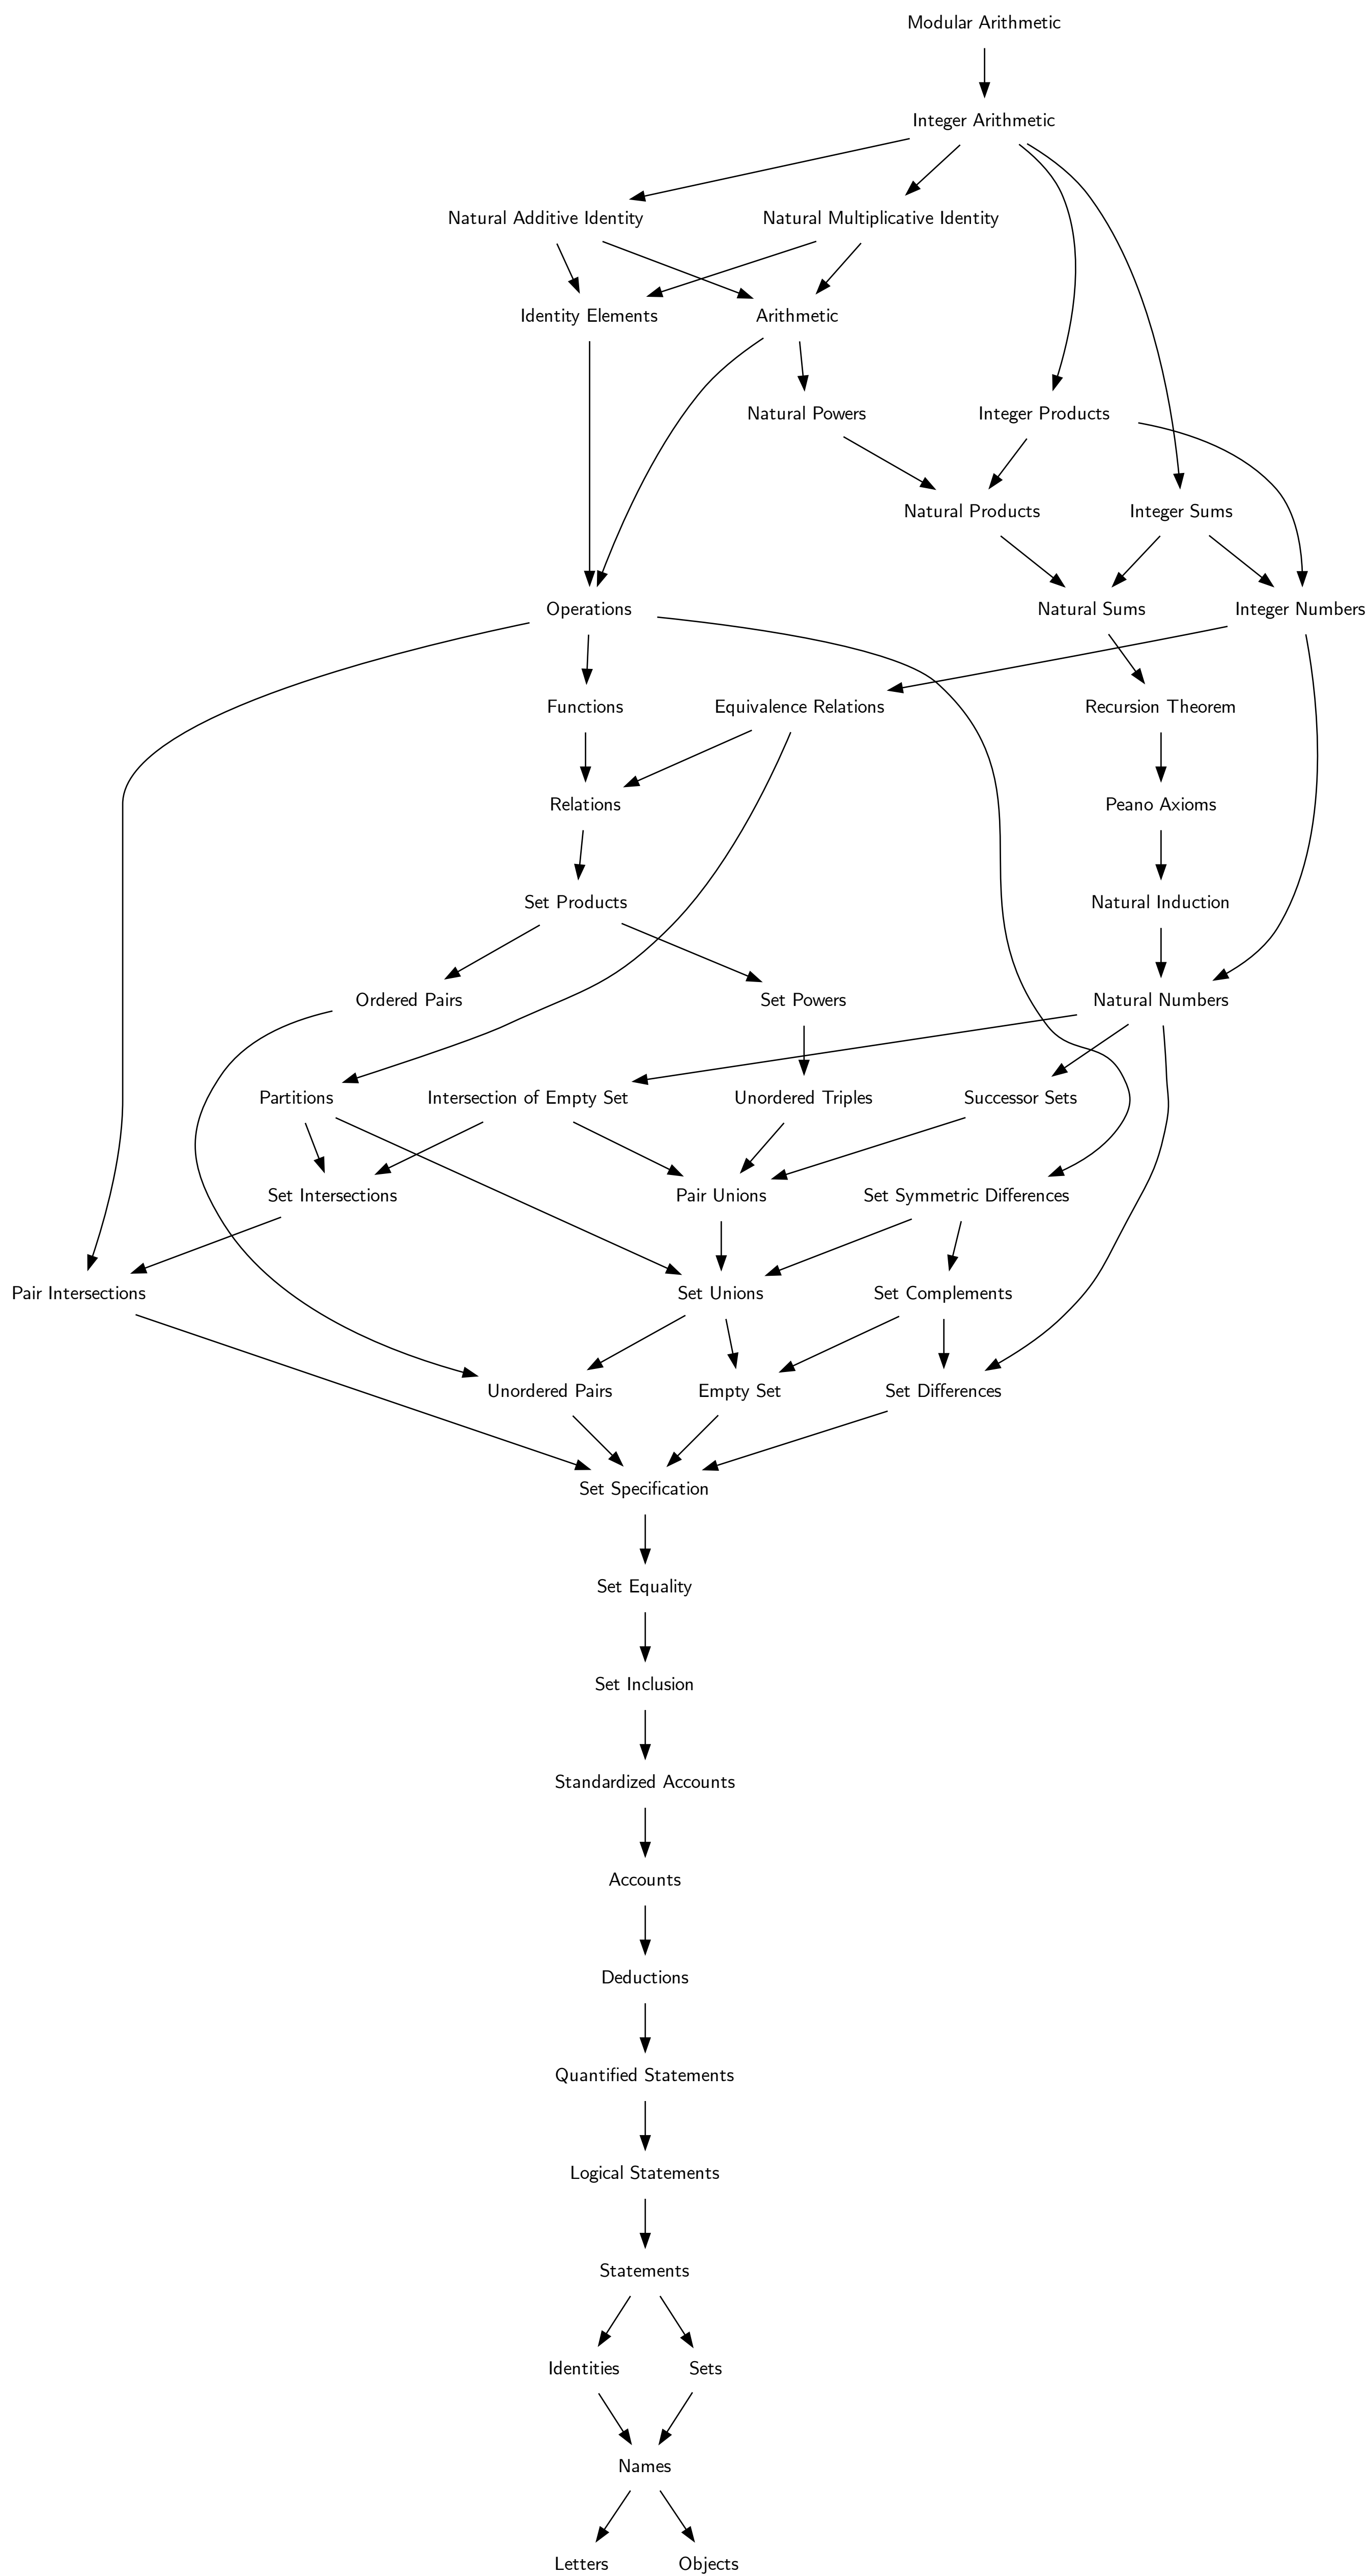 Modular Arithmetic
Integer Arithmetic
Natural Additive Identity
Natural Multiplicative Identity
Identity Elements
Arithmetic
Natural Powers
Integer Products
Natural Products
Integer Sums
Operations
Natural Sums
Integer Numbers
Functions
Equivalence Relations
Recursion Theorem
Relations
Peano Axioms
Set Products
Natural Induction
Ordered Pairs
Set Powers
Natural Numbers
Partitions
Intersection of Empty Set
Unordered Triples
Successor Sets
Set Intersections
Pair Unions
Set Symmetric Differences
Pair Intersections
Set Unions
Set Complements
Unordered Pairs
Empty Set
Set Differences
Set Specification
Set Equality
Set Inclusion
Standardized Accounts
Accounts
Deductions
Quantified Statements
Logical Statements
Statements
Identities
Sets
Names
Letters
Objects